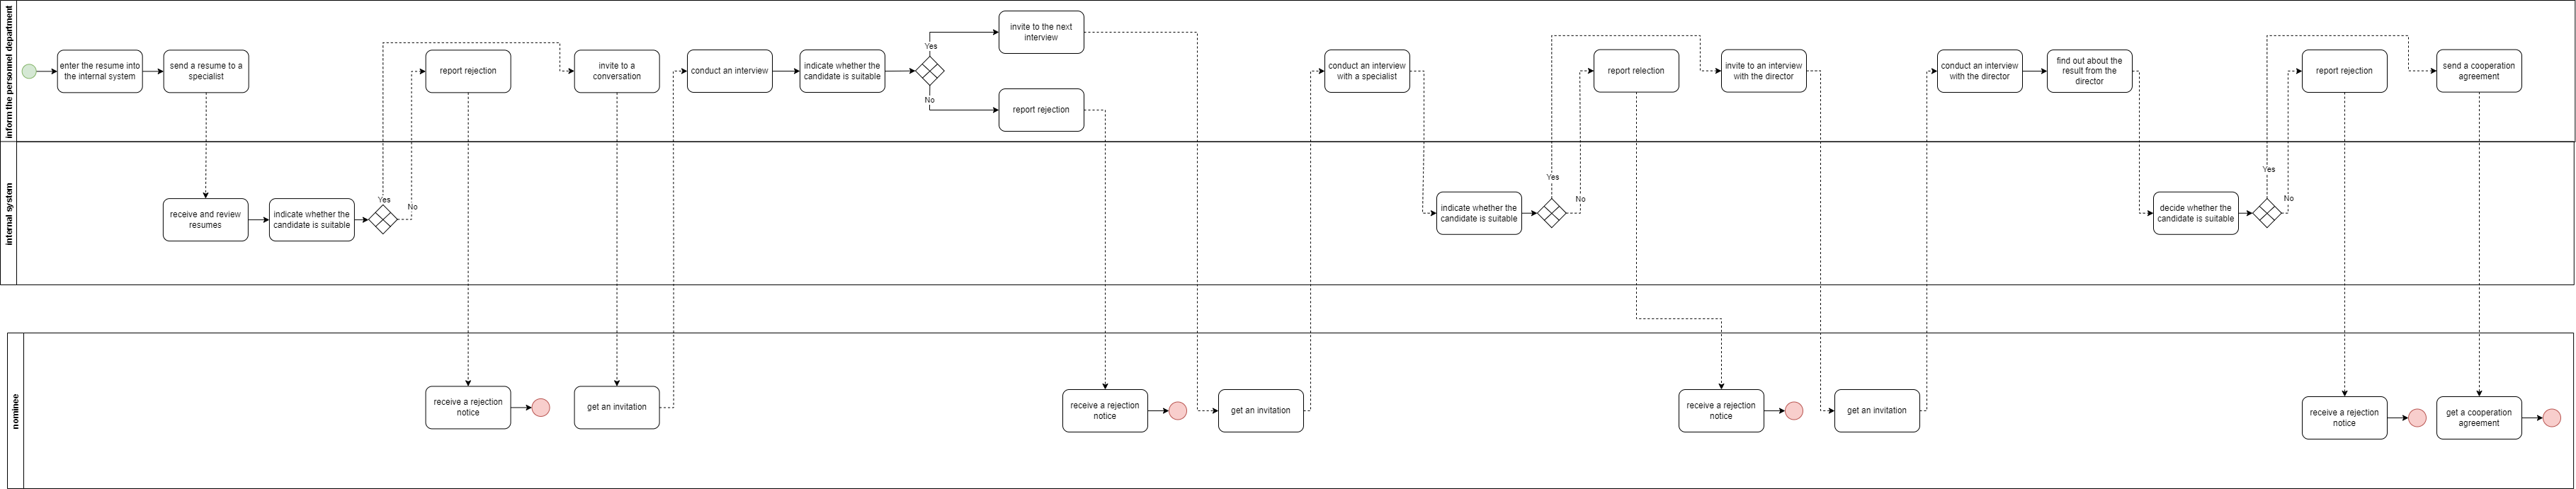 inform the personnel department
enter the resume into
the internal system
send a resume to a
specialist
report rejection
invite to a
conversation
conduct an interview
indicate whether the
candidate is suitable
Yes
No
invite to the next
interview
report rejection
conduct an interview
with a specialist
report relection
invite to an interview
with the director
conduct an interview
with the director
find out about the
result from the
director
report rejection
send a cooperation
agreement
internal system
receive and review
resumes
indicate whether the
candidate is suitable
Yes
No
indicate whether the
candidate is suitable
Yes
No
decide whether the
candidate is suitable
Yes
No
nominee
receive a rejection
notice
get an invitation
receive a rejection
notice
get an invitation
receive a rejection
notice
get an invitation
receive a rejection
notice
get a cooperation
agreement